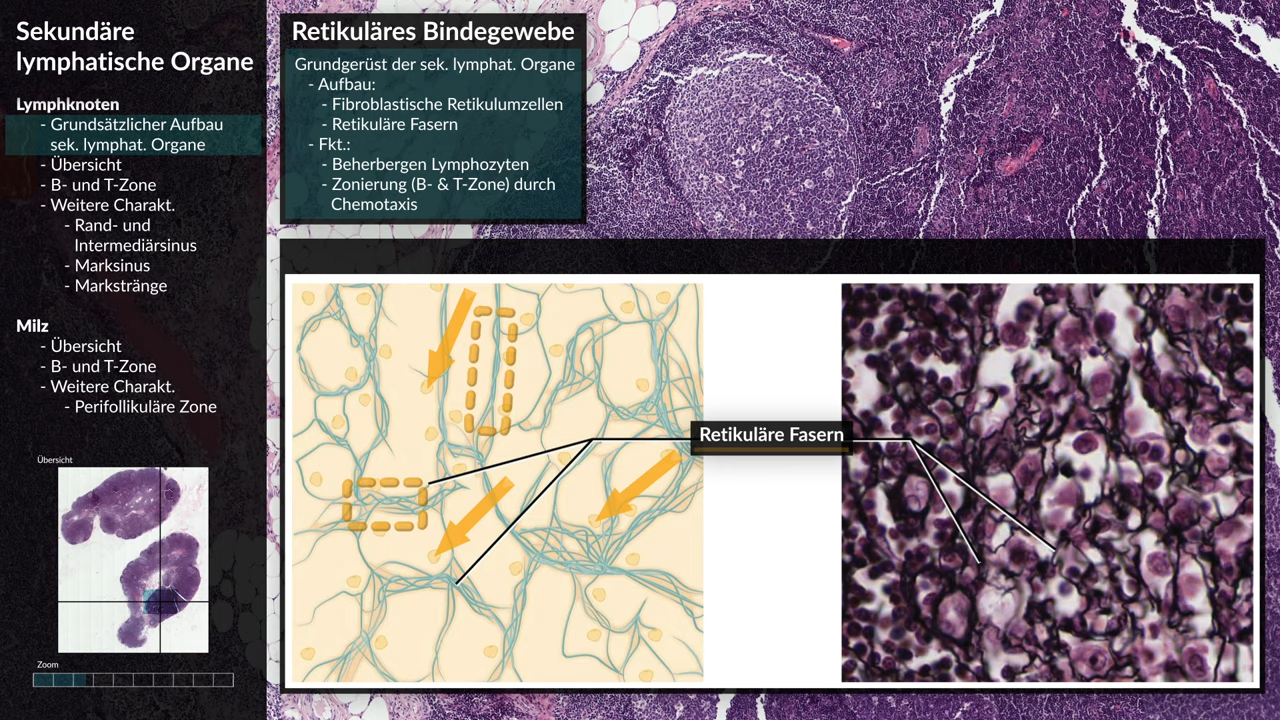 Sekundäre
lymphatische Organe
Lymphknoten
- Grundsätzlicher Aufbau
sek. lymphat. Organe
- Übersicht
- B- und T-Zone
- Weitere Charakt.
- Rand- und
Intermediärsinus
- Marksinus
- Markstränge
Milz
- Übersicht
- B- und T-Zone
- Weitere Charakt.
- Perifollikuläre Zone
Übersicht
Zoom
Retikuläres Bindegewebe
Grundgerüst der sek. lymphat. Organe
- Aufbau:
- Fibroblastische Retikulumzellen
- Retikuläre Fasern
- Fkt.:
- Beherbergen Lymphozyten
- Zonierung (B- & T-Zone) durch
Chemotaxis
Retikuläre Fasern